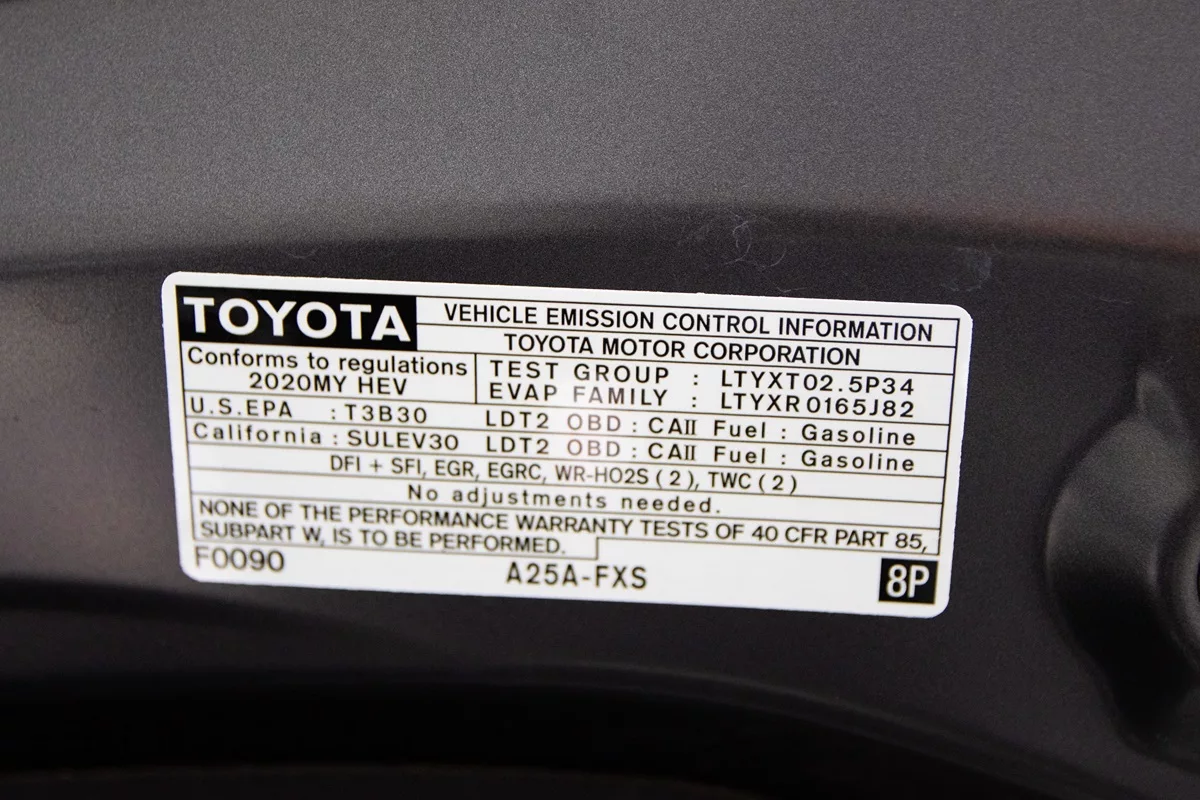 TOYOTA
VEHICLE EMISSION CONTROL INFORMATION
TOYOTA MOTOR CORPORATION
Conforms to regulations
2020MY HEV
TEST GROUP : LTYXT02.5P34
EVAP FAMILY : LTYXR0165J82
U.S.EPA : T3B30 LDT2 OBD : CAII Fuel : Gasoline
California : SULEV30 LDT2 OBD : CAII Fuel : Gasoline
DFI + SFI, EGR, EGRC, WR-HO2S ( 2 ), TWC ( 2 )
No adjustments needed.
NONE OF THE PERFORMANCE WARRANTY TESTS OF 40 CFR PART 85,
SUBPART W, IS TO BE PERFORMED.
F0090
A25A-FXS
8P